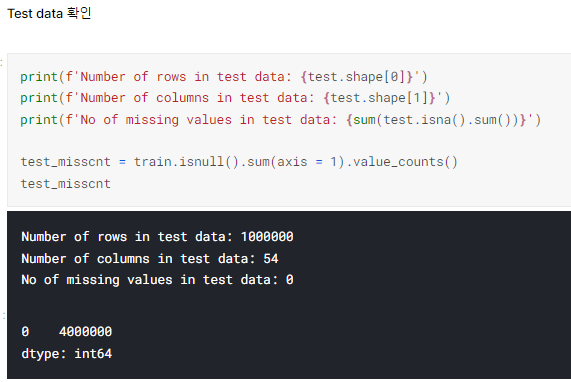 Test data 확인
print(f'Number of rows in test data: {test.shape[0]}')
print(f'Number of columns in test data: {test.shape[1]}')
print(f'No of missing values in test data: {sum(test.isna().sum())}')
test_misscnt = train.isnull().sum(axis = 1).value_counts()
test_misscnt
Number of rows in test data: 1000000
Number of columns in test data: 54
No of missing values in test data: 0
0    4000000
dtype: int64